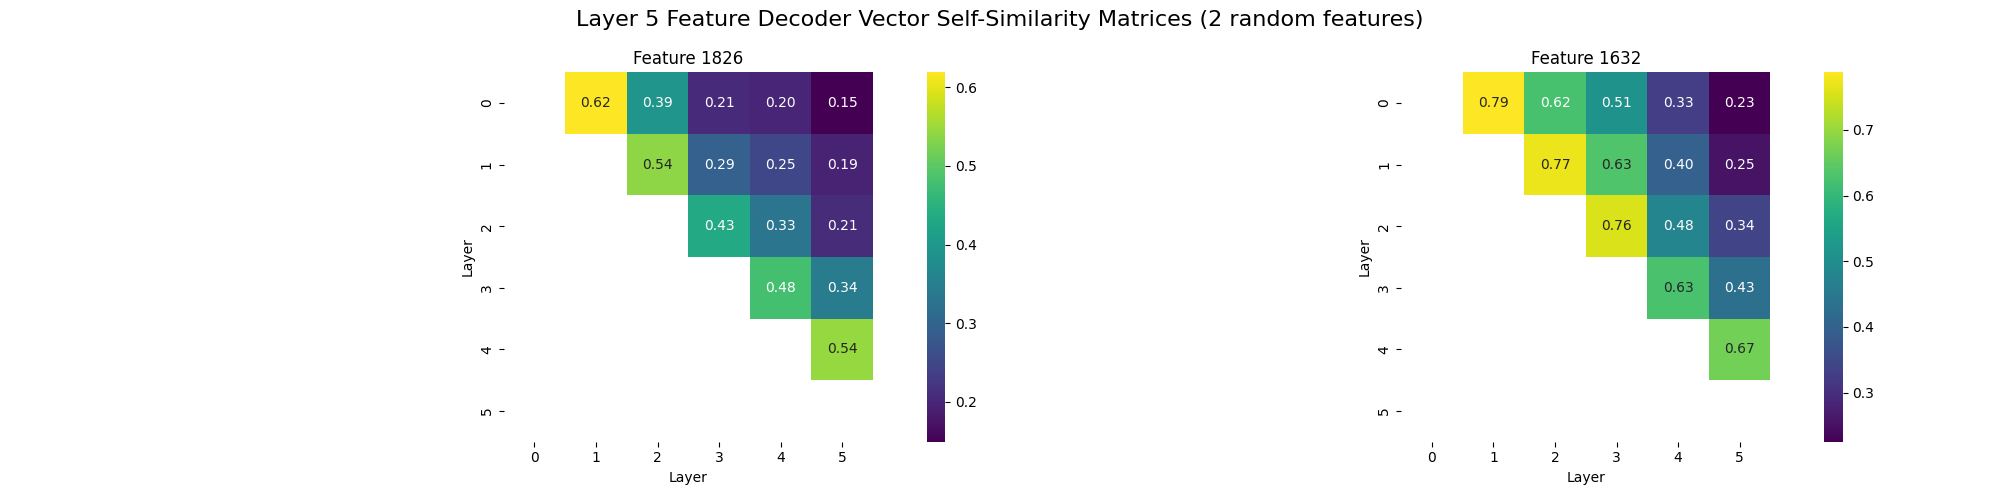 Layer 5 Feature Decoder Vector Self-Similarity Matrices (2 random features)
Feature 1826
0 0.62 0.39 0.21 0.20 0.15
1 0.54 0.29 0.25 0.19
2 0.43 0.33 0.21
3 0.48 0.34
4 0.54
5
0 1 2 3 4 5
Layer
Layer
0.6
0.5
0.4
0.3
0.2
Feature 1632
0 0.79 0.62 0.51 0.33 0.23
1 0.77 0.63 0.40 0.25
2 0.76 0.48 0.34
3 0.63 0.43
4 0.67
5
0 1 2 3 4 5
Layer
Layer
0.7
0.6
0.5
0.4
0.3